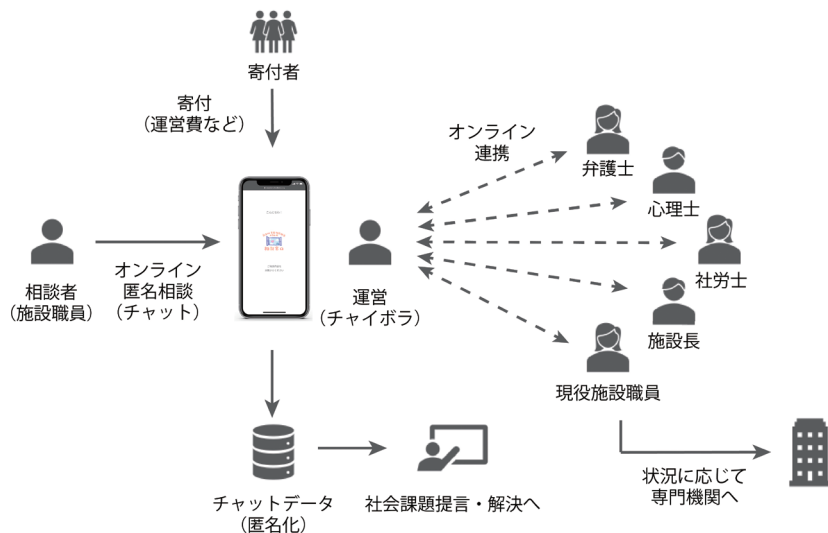 寄付者
寄付
（運営費など）
オンライン
連携
弁護士
心理士
社労士
施設長
現役施設職員
相談者
（施設職員）
オンライン
匿名相談
（チャット）
運営
（チャイボラ）
チャットデータ
（匿名化）
社会課題提言・解決へ
状況に応じて
専門機関へ